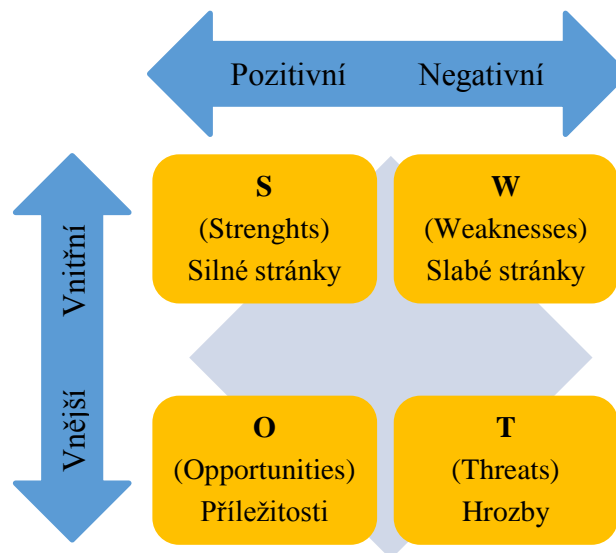 Pozitivní Negativní
Vnitřní
Vnější
S
(Strenghts)
Silné stránky
W
(Weaknesses)
Slabé stránky
O
(Opportunities)
Příležitosti
T
(Threats)
Hrozby